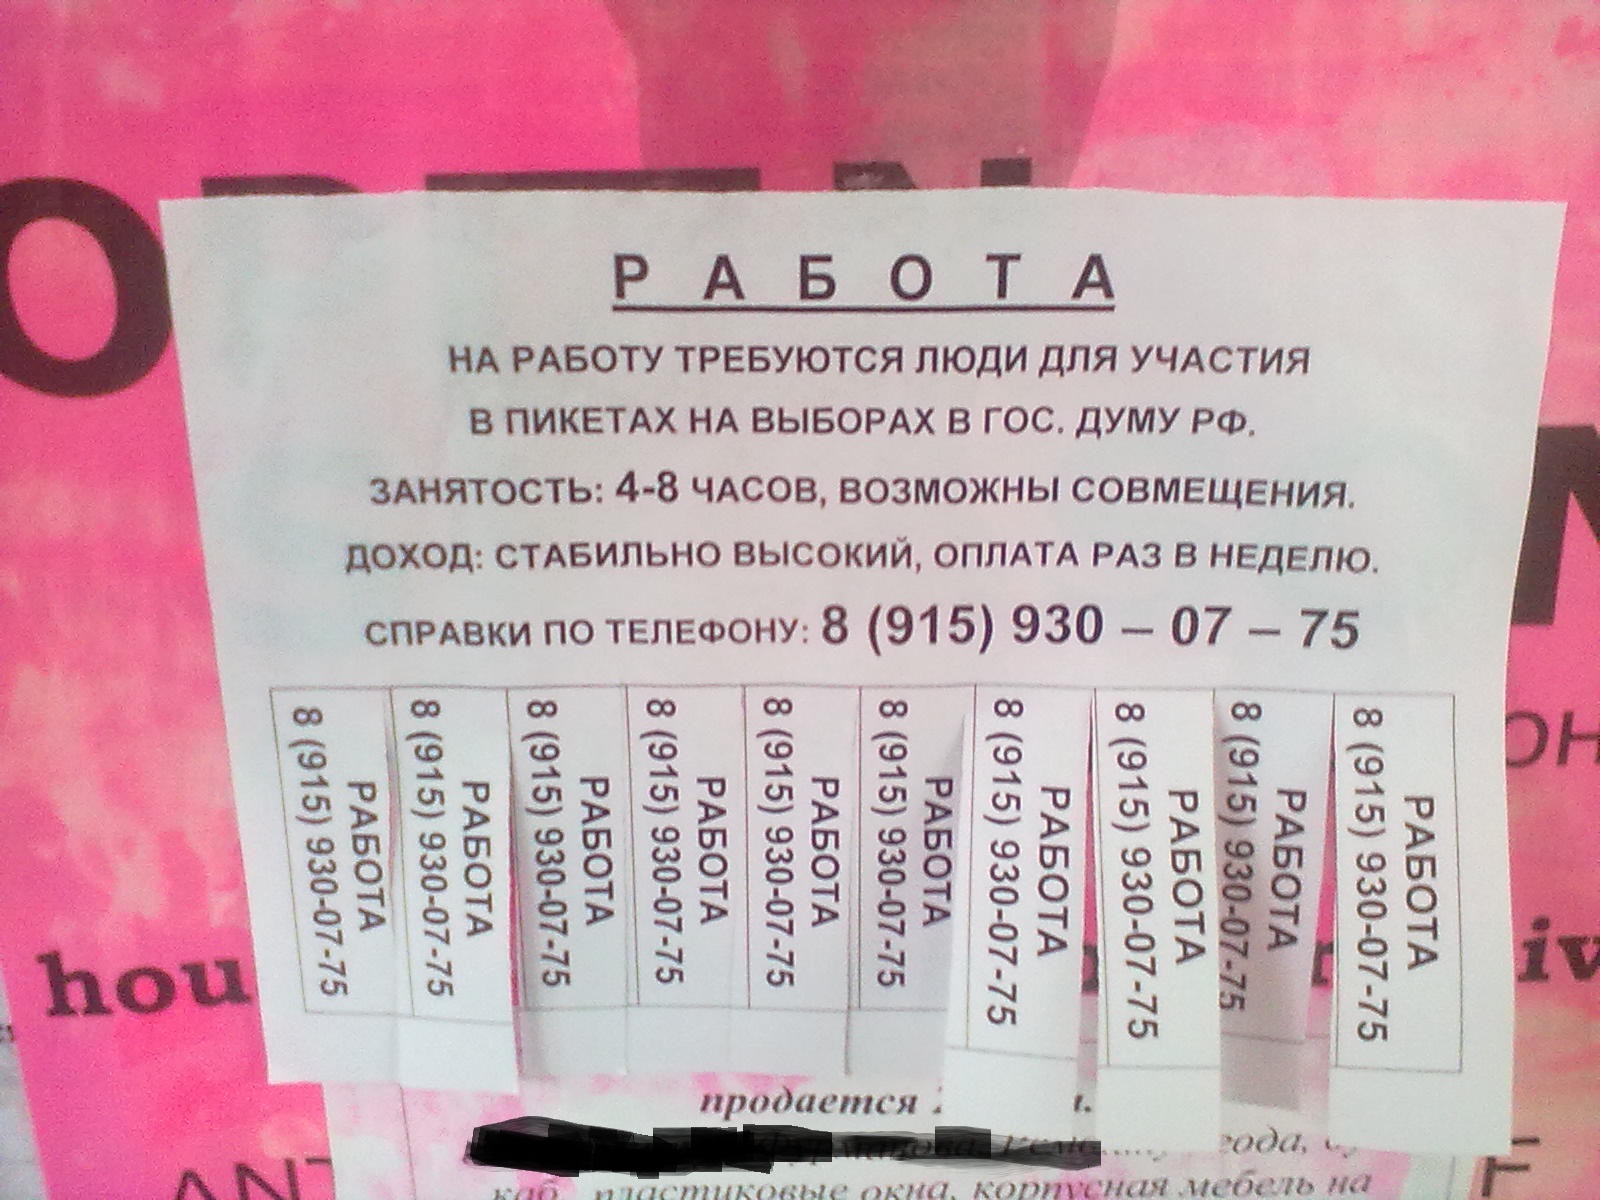 Р А Б О Т А
НА РАБОТУ ТРЕБУЮТСЯ ЛЮДИ ДЛЯ УЧАСТИЯ
В ПИКЕТАХ НА ВЫБОРАХ В ГОС. ДУМУ РФ.
ЗАНЯТОСТЬ: 4-8 ЧАСОВ, ВОЗМОЖНЫ СОВМЕЩЕНИЯ.
ДОХОД: СТАБИЛЬНО ВЫСОКИЙ, ОПЛАТА РАЗ В НЕДЕЛЮ.
СПРАВКИ ПО ТЕЛЕФОНУ: 8 (915) 930 – 07 – 75
РАБОТА
8 (915) 930-07-75
РАБОТА
8 (915) 930-07-75
РАБОТА
8 (915) 930-07-75
РАБОТА
8 (915) 930-07-75
РАБОТА
8 (915) 930-07-75
РАБОТА
8 (915) 930-07-75
РАБОТА
8 (915) 930-07-75
РАБОТА
8 (915) 930-07-75
РАБОТА
8 (915) 930-07-75
РАБОТА
8 (915) 930-07-75
hou
продается
каб пластиковые окна, корпусная мебель на